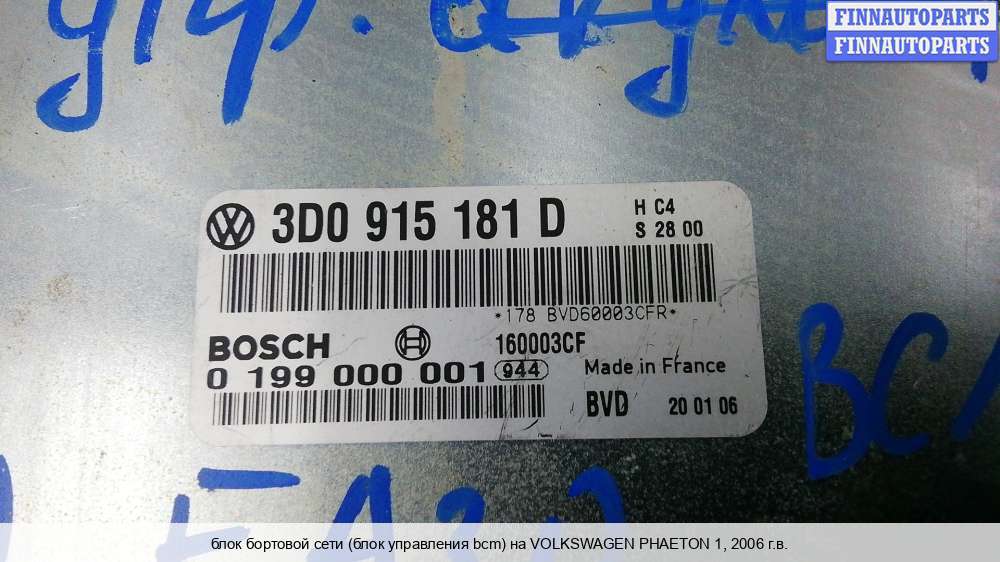 FINNAUTOPARTS
FINNAUTOPARTS
3D0 915 181 D
H C4
S 28 00
*178 BVD60003CFR*
BOSCH
160003CF
0 199 000 001 944
Made in France
BVD 20 01 06
блок бортовой сети (блок управления bcm) на VOLKSWAGEN PHAETON 1, 2006 г.в.